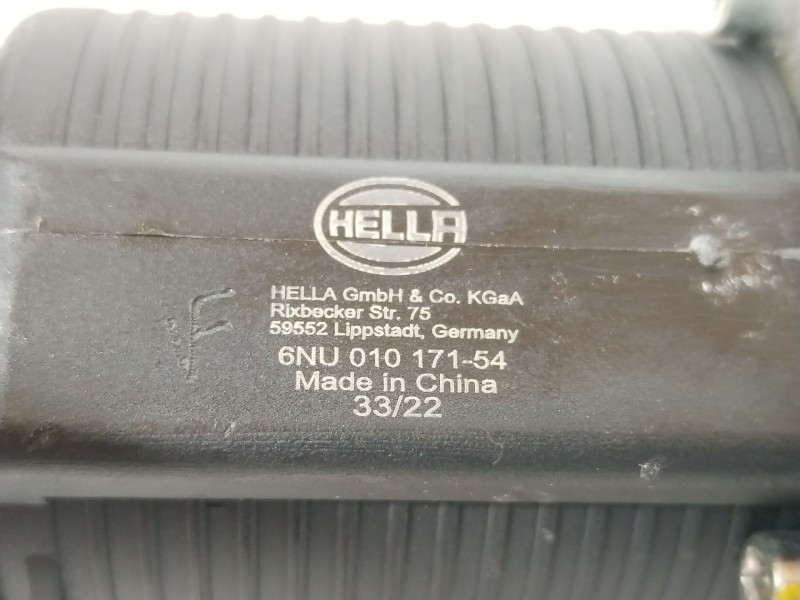 HELLA
HELLA GmbH & Co. KGaA
Rixbecker Str. 75
59552 Lippstadt, Germany
6NU 010 171-54
Made in China
33/22